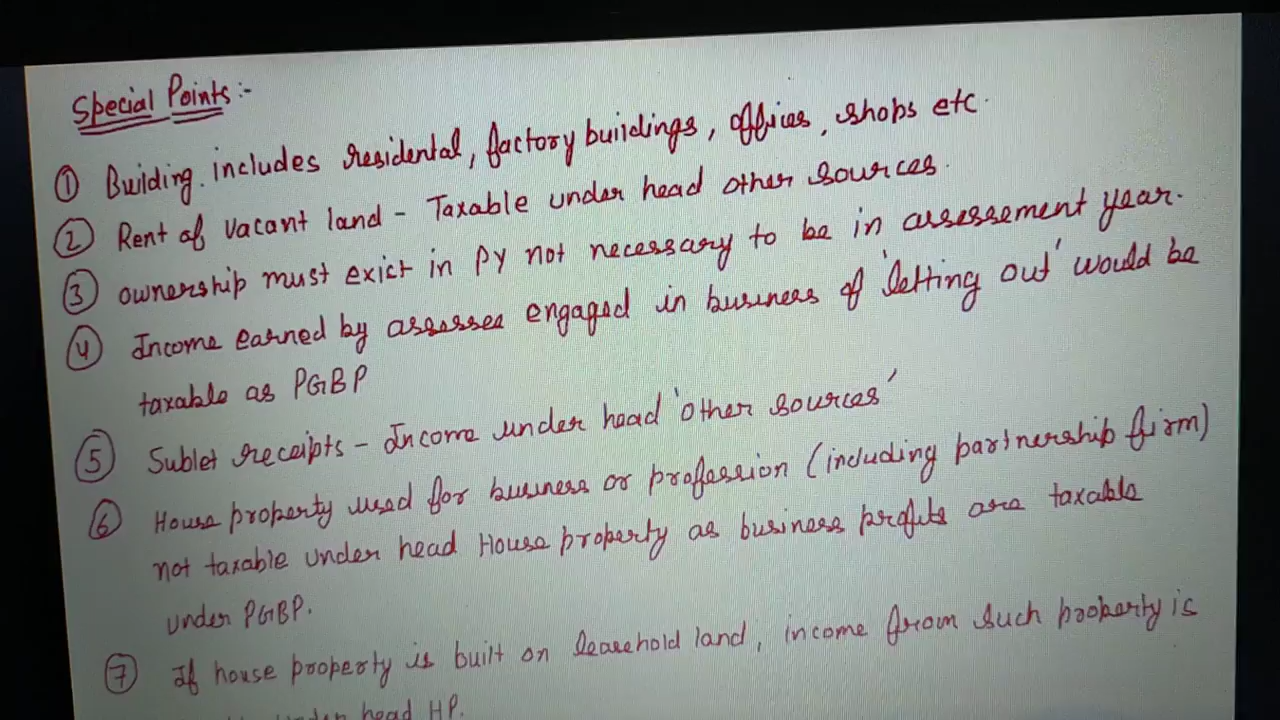 Special Points :-
① Building includes residental, factory buildings, offices, shops etc.
② Rent of vacant land - Taxable under head other sources.
③ ownership must exict in PY not necessary to be in assessement year.
④ Income earned by assessee engaged in business of 'letting out' would be
taxable as PGBP
⑤ Sublet receipts - Income under head 'other sources'
⑥ House property used for business or profession (including partnership firm)
not taxable under head House property as business profits are taxable
under PGBP.
⑦ If house property is built on leasehold land, income from such property is
under head HP.